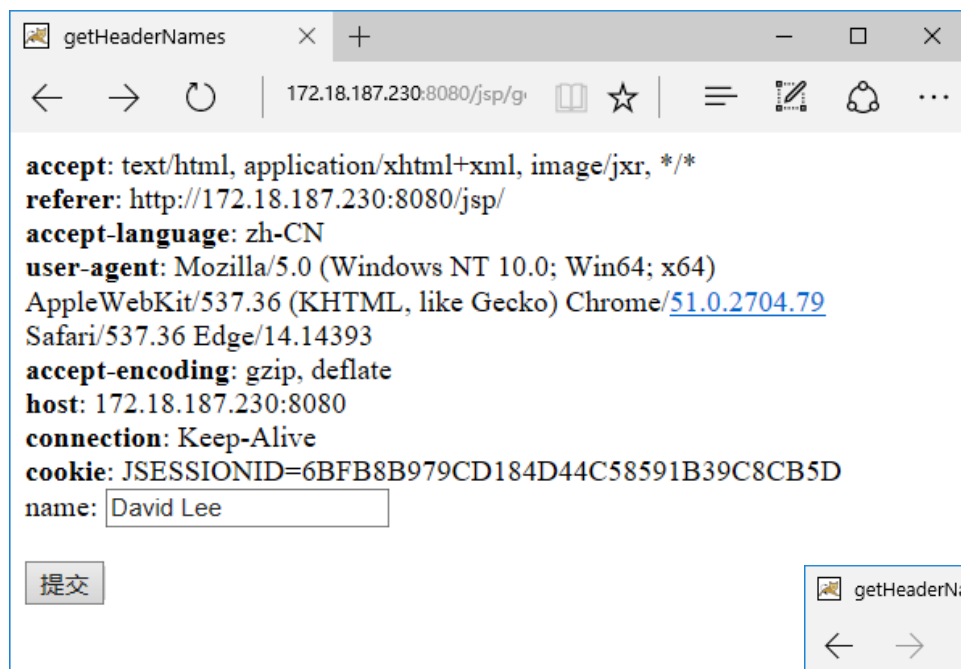 getHeaderNames
172.18.187.230:8080/jsp/g
accept: text/html, application/xhtml+xml, image/jxr, */*
referer: http://172.18.187.230:8080/jsp/
accept-language: zh-CN
user-agent: Mozilla/5.0 (Windows NT 10.0; Win64; x64)
AppleWebKit/537.36 (KHTML, like Gecko) Chrome/51.0.2704.79
Safari/537.36 Edge/14.14393
accept-encoding: gzip, deflate
host: 172.18.187.230:8080
connection: Keep-Alive
cookie: JSESSIONID=6BFB8B979CD184D44C58591B39C8CB5D
name: David Lee
提交
getHeaderNa